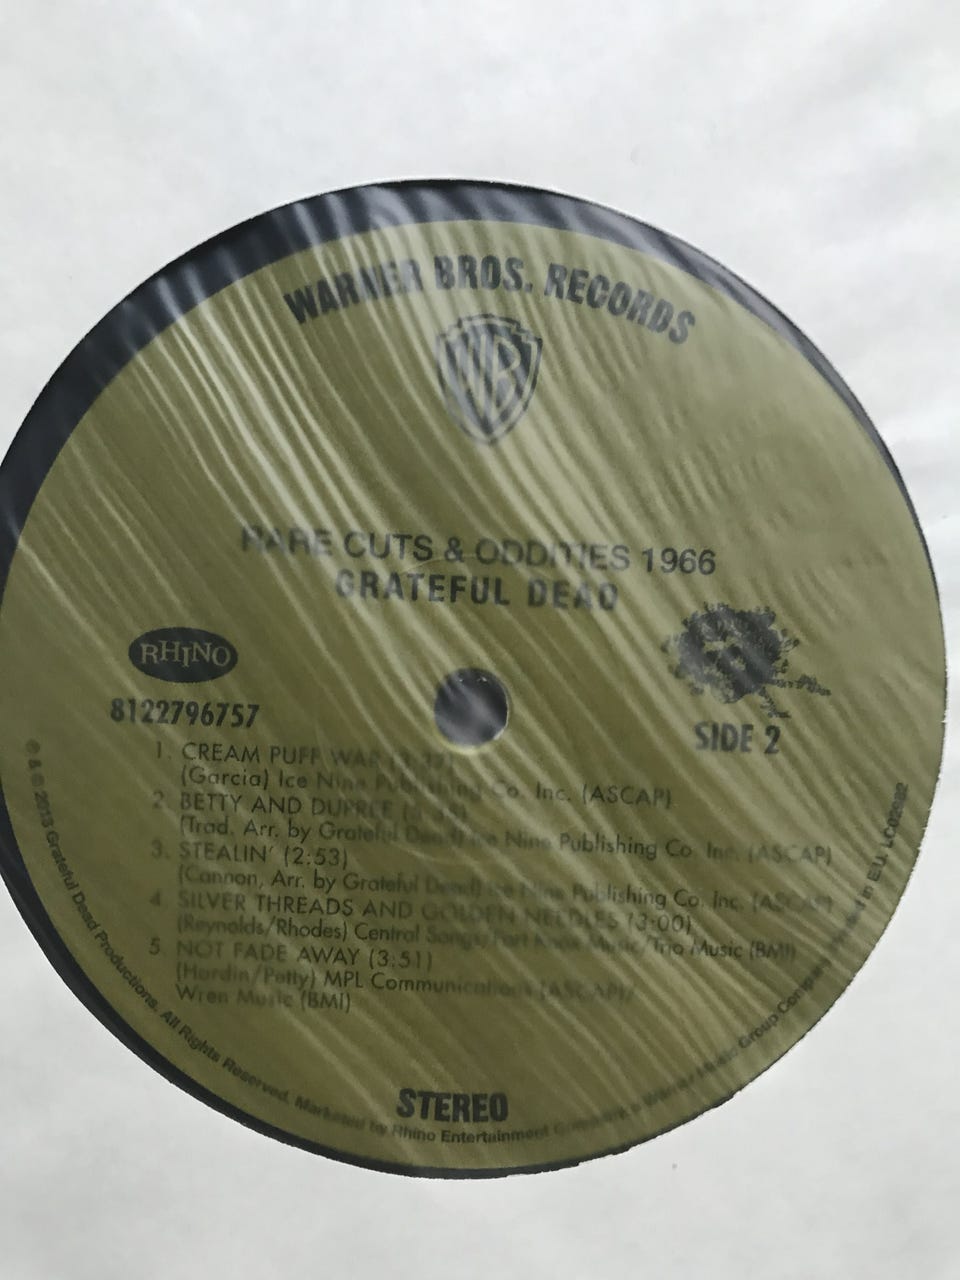 WARNER BROS. RECORDS
WB
RARE CUTS & ODDITIES 1966
GRATEFUL DEAD
RHINO
8122796757
SIDE 2
1. CREAM PUFF WAR
(Garcia) Ice Nine Publishing Co. Inc. (ASCAP)
2. BETTY AND DUPREE
(Trad. Arr. by Grateful Dead) Ice Nine Publishing Co. Inc. (ASCAP)
3. STEALIN' (2:53)
(Cannon, Arr. by Grateful Dead) Ice Nine Publishing Co. Inc. (ASCAP)
4. SILVER THREADS AND GOLDEN NEEDLES (3:00)
(Reynolds/Rhodes) Central Songs/Fort Knox Music/Trio Music (BMI)
5. NOT FADE AWAY (3:51)
(Hardin/Petty) MPL Communications (ASCAP)/
Wren Music (BMI)
STEREO
℗ & © 2013 Grateful Dead Productions. All Rights Reserved. Marketed by Rhino Entertainment Company, a Warner Music Group Company. Printed in E.U.